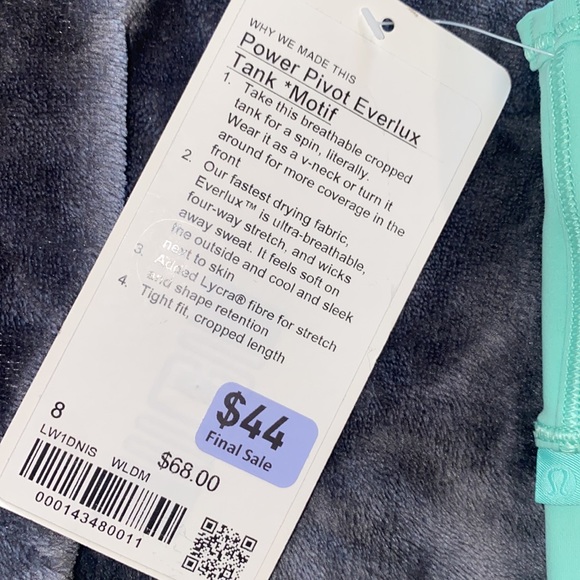 WHY WE MADE THIS
Power Pivot Everlux
Tank *Motif
1. Take this breathable cropped
tank for a spin, literally.
Wear it as a v-neck or turn it
around for more coverage in the
front
2. Our fastest drying fabric,
Everlux™ is ultra-breathable,
four-way stretch, and wicks
away sweat. It feels soft on
the outside and cool and sleek
next to skin
3. Added Lycra® fibre for stretch
and shape retention
4. Tight fit, cropped length
$44
Final Sale
8
LW1DNIS WLDM $68.00
000143480011